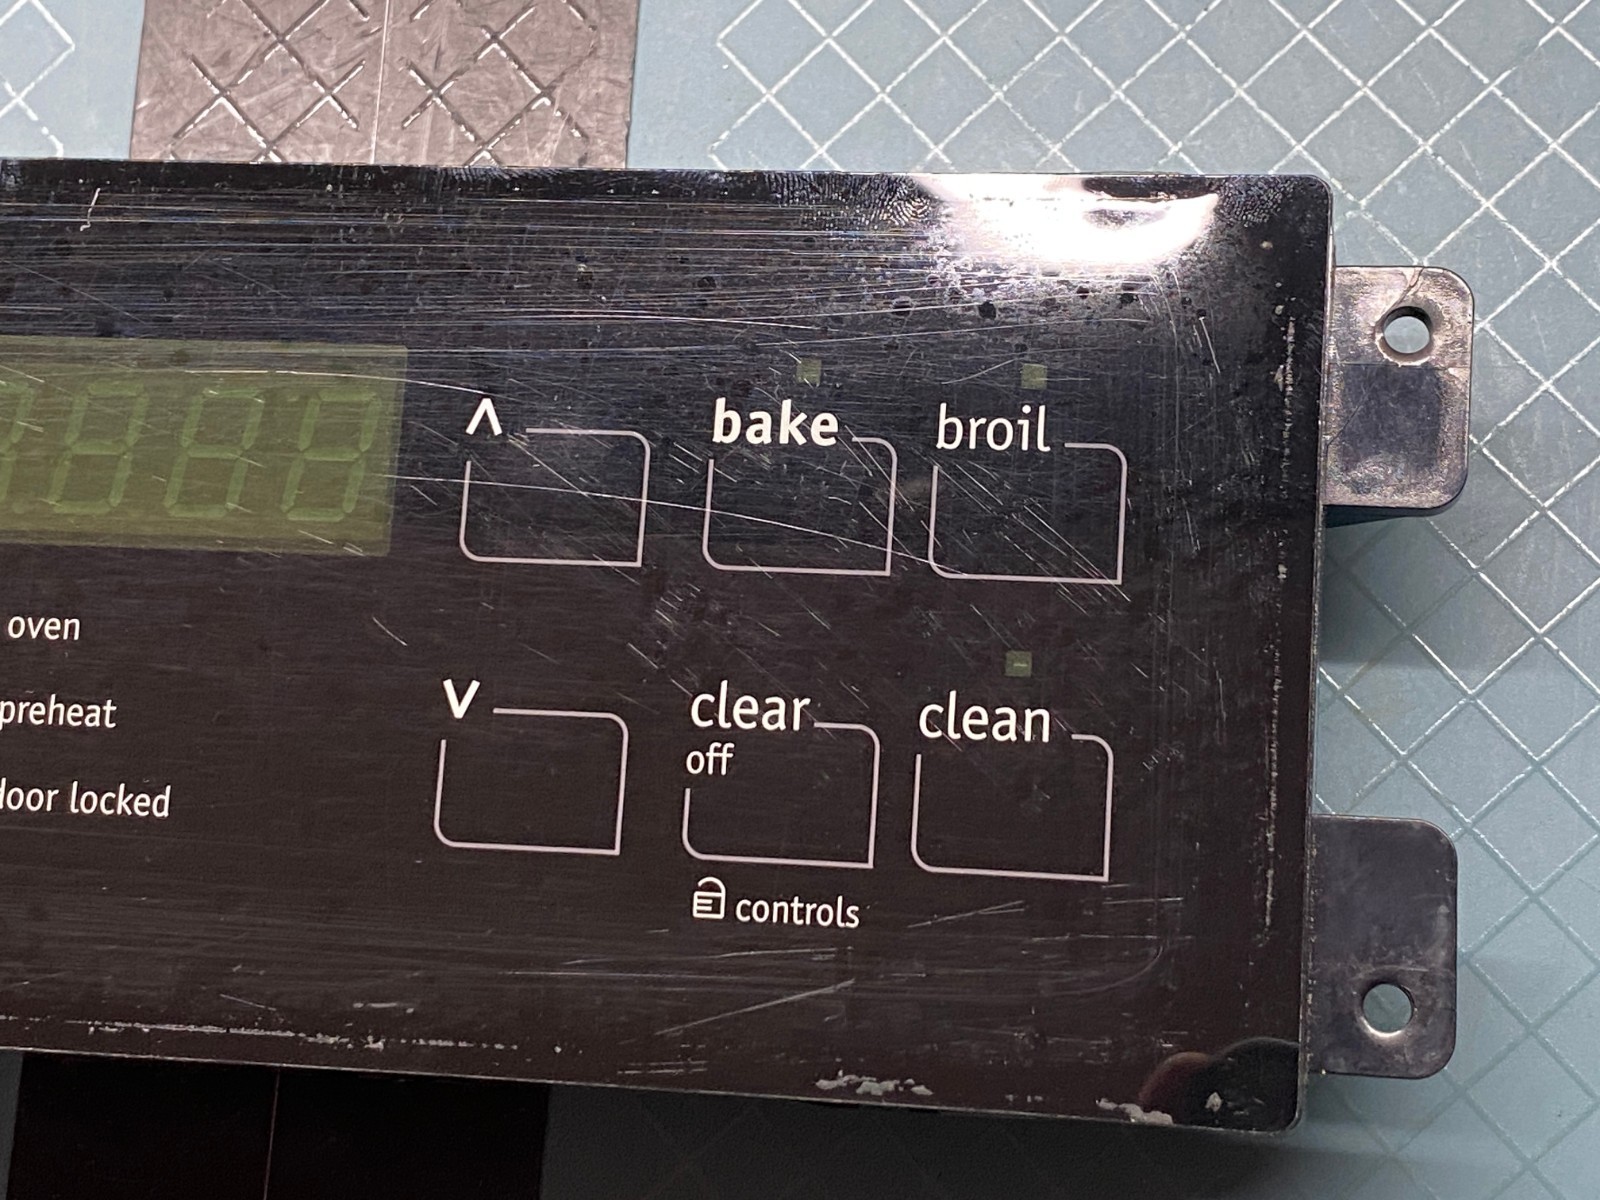 ^ bake broil
oven
preheat
v clear clean
off
door locked
controls